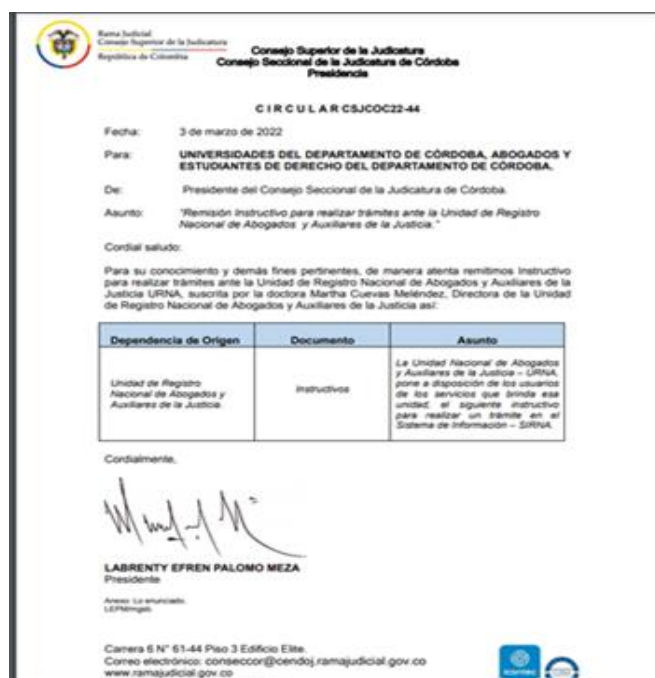 Rama Judicial
Consejo Superior de la Judicatura
República de Colombia
Consejo Superior de la Judicatura
Consejo Seccional de la Judicatura de Córdoba
Presidencia
C I R C U L A R CSJCOC22-44
Fecha: 3 de marzo de 2022
Para: UNIVERSIDADES DEL DEPARTAMENTO DE CÓRDOBA, ABOGADOS Y
ESTUDIANTES DE DERECHO DEL DEPARTAMENTO DE CÓRDOBA.
De: Presidente del Consejo Seccional de la Judicatura de Córdoba.
Asunto: "Remisión Instructivo para realizar trámites ante la Unidad de Registro
Nacional de Abogados y Auxiliares de la Justicia."
Cordial saludo:
Para su conocimiento y demás fines pertinentes, de manera atenta remitimos Instructivo
para realizar trámites ante la Unidad de Registro Nacional de Abogados y Auxiliares de la
Justicia URNA, suscrita por la doctora Martha Cuevas Meléndez, Directora de la Unidad
de Registro Nacional de Abogados y Auxiliares de la Justicia así:
Dependencia de Origen Documento Asunto
Unidad de Registro
Nacional de Abogados y
Auxiliares de la Justicia.
Instructivos
La Unidad Nacional de Abogados
y Auxiliares de la Justicia – URNA,
pone a disposición de los usuarios
de los servicios que brinda esa
unidad, el siguiente instructivo
para realizar un trámite en el
Sistema de Información – SIRNA.
Cordialmente,
LABRENTY EFREN PALOMO MEZA
Presidente
Anexo: Lo enunciado.
LEPM/mgsb
Carrera 6 N° 61-44 Piso 3 Edificio Elite.
Correo electrónico: conseccor@cendoj.ramajudicial.gov.co
www.ramajudicial.gov.co
icontec